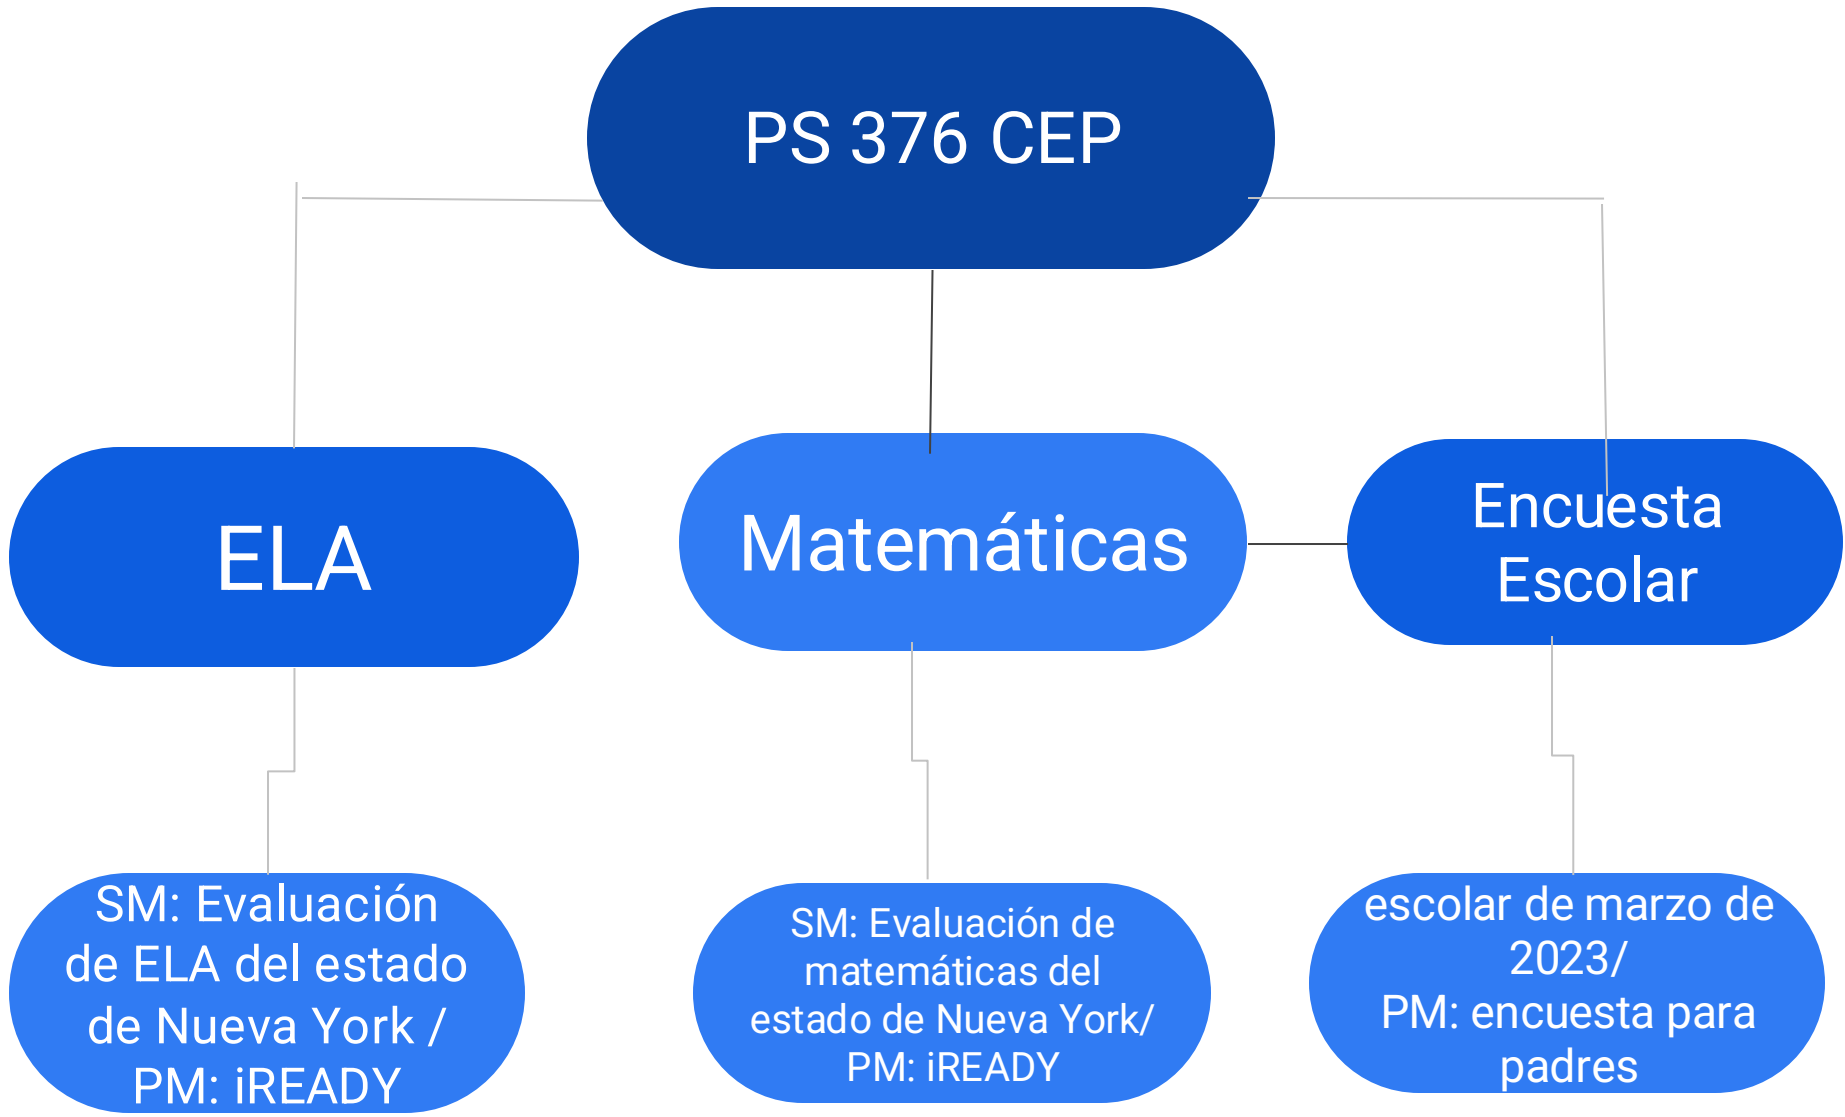 PS 376 CEP
ELA
Matemáticas
Encuesta
Escolar
SM: Evaluación
de ELA del estado
de Nueva York /
PM: iREADY
SM: Evaluación de
matemáticas del
estado de Nueva York/
PM: iREADY
escolar de marzo de
2023/
PM: encuesta para
padres